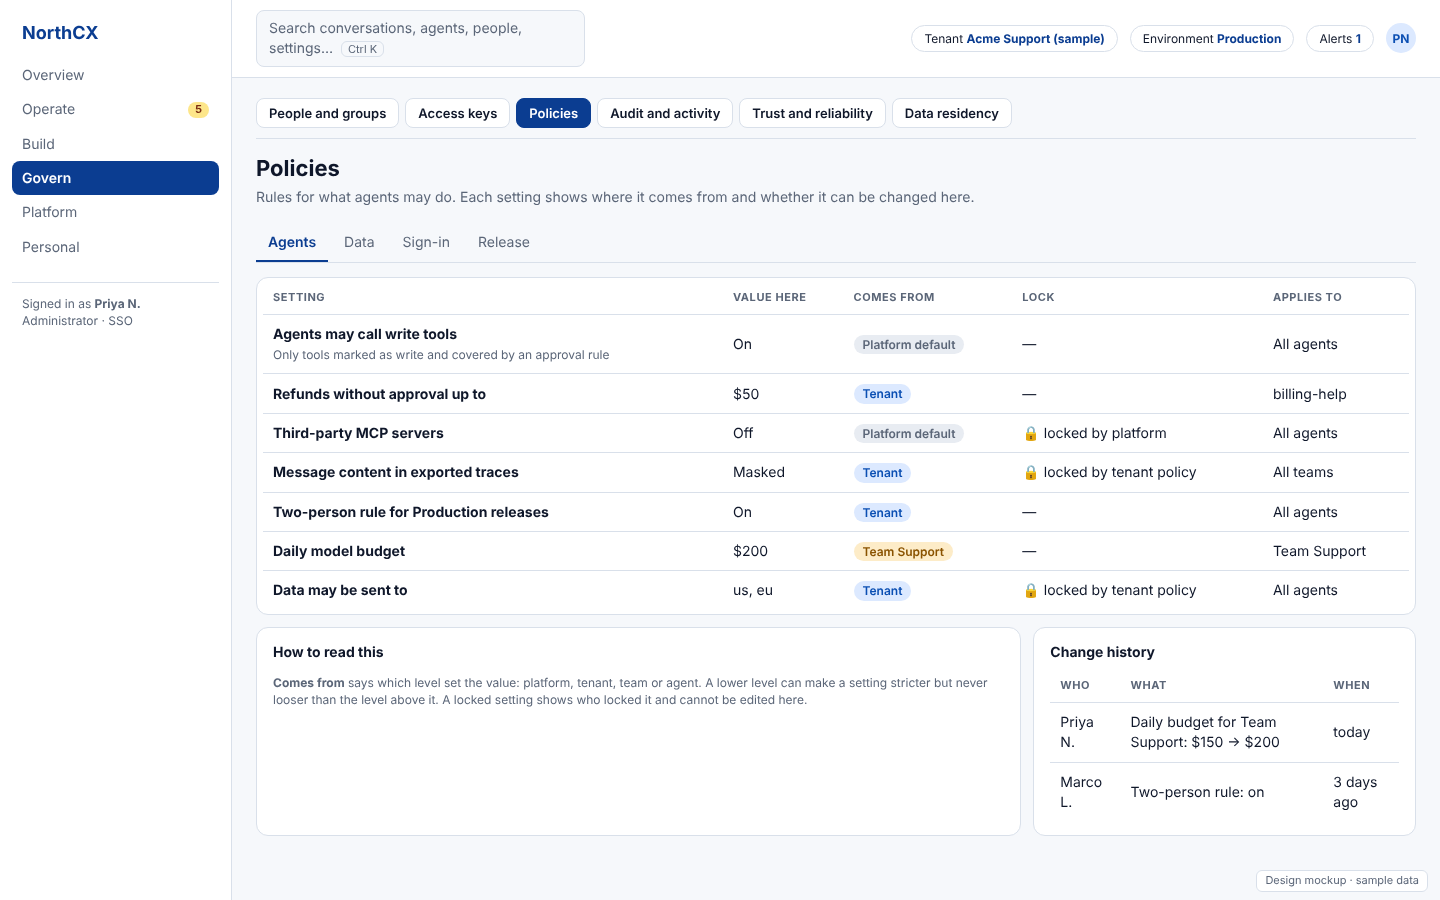 NorthCX
Overview
Operate 5
Build
Govern
Platform
Personal
Signed in as Priya N.
Administrator · SSO
Search conversations, agents, people,
settings... Ctrl K
Tenant Acme Support (sample)
Environment Production
Alerts 1
PN
People and groups
Access keys
Policies
Audit and activity
Trust and reliability
Data residency
Policies
Rules for what agents may do. Each setting shows where it comes from and whether it can be changed here.
Agents Data Sign-in Release
SETTING VALUE HERE COMES FROM LOCK APPLIES TO
Agents may call write tools
Only tools marked as write and covered by an approval rule
On Platform default — All agents
Refunds without approval up to $50 Tenant — billing-help
Third-party MCP servers Off Platform default 🔒 locked by platform All agents
Message content in exported traces Masked Tenant 🔒 locked by tenant policy All teams
Two-person rule for Production releases On Tenant — All agents
Daily model budget $200 Team Support — Team Support
Data may be sent to us, eu Tenant 🔒 locked by tenant policy All agents
How to read this
Comes from says which level set the value: platform, tenant, team or agent. A lower level can make a setting stricter but never
looser than the level above it. A locked setting shows who locked it and cannot be edited here.
Change history
WHO WHAT WHEN
Priya
N.
Daily budget for Team
Support: $150 → $200
today
Marco
L.
Two-person rule: on
3 days
ago
Design mockup · sample data